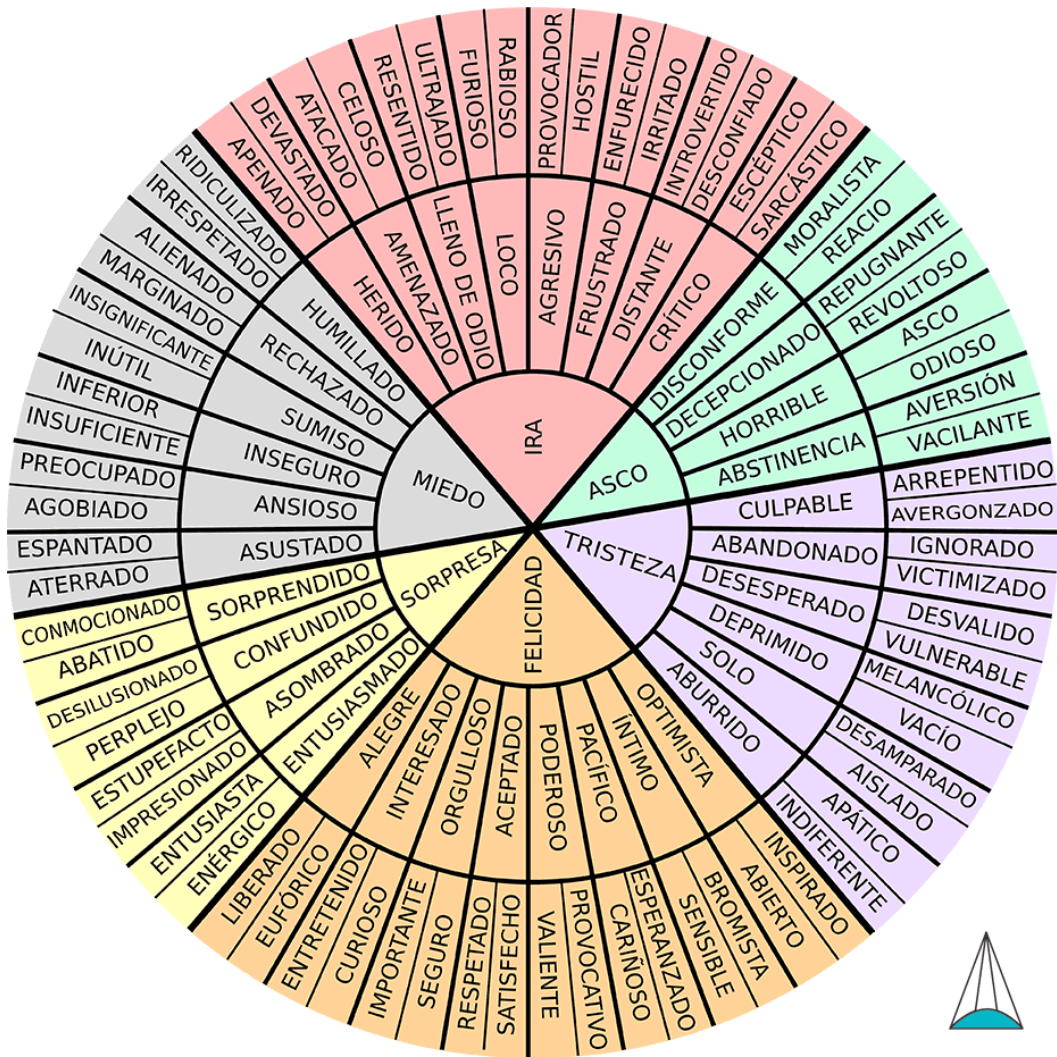 IRA
HERIDO
APENADO
DEVASTADO
AMENAZADO
ATACADO
CELOSO
LLENO DE ODIO
RESENTIDO
ULTRAJADO
LOCO
FURIOSO
RABIOSO
AGRESIVO
PROVOCADOR
HOSTIL
FRUSTRADO
ENFURECIDO
IRRITADO
DISTANTE
INTROVERTIDO
DESCONFIADO
CRÍTICO
ESCÉPTICO
SARCÁSTICO
ASCO
DISCONFORME
MORALISTA
REACIO
DECEPCIONADO
REPUGNANTE
REVOLTOSO
HORRIBLE
ASCO
ODIOSO
ABSTINENCIA
AVERSIÓN
VACILANTE
TRISTEZA
CULPABLE
ARREPENTIDO
AVERGONZADO
ABANDONADO
IGNORADO
VICTIMIZADO
DESESPERADO
DESVALIDO
VULNERABLE
DEPRIMIDO
MELANCÓLICO
VACÍO
SOLO
DESAMPARADO
AISLADO
ABURRIDO
APÁTICO
INDIFERENTE
FELICIDAD
OPTIMISTA
INSPIRADO
ABIERTO
ÍNTIMO
BROMISTA
SENSIBLE
PACÍFICO
ESPERANZADO
CARIÑOSO
PODEROSO
PROVOCATIVO
VALIENTE
ACEPTADO
SATISFECHO
RESPETADO
ORGULLOSO
SEGURO
IMPORTANTE
INTERESADO
CURIOSO
ENTRETENIDO
ALEGRE
EUFÓRICO
LIBERADO
SORPRESA
ENTUSIASMADO
ENÉRGICO
ENTUSIASTA
ASOMBRADO
IMPRESIONADO
ESTUPEFACTO
CONFUNDIDO
PERPLEJO
DESILUSIONADO
SORPRENDIDO
ABATIDO
CONMOCIONADO
MIEDO
ASUSTADO
ATERRADO
ESPANTADO
ANSIOSO
AGOBIADO
PREOCUPADO
INSEGURO
INSUFICIENTE
INFERIOR
SUMISO
INÚTIL
INSIGNIFICANTE
RECHAZADO
MARGINADO
ALIENADO
HUMILLADO
IRRESPETADO
RIDICULIZADO